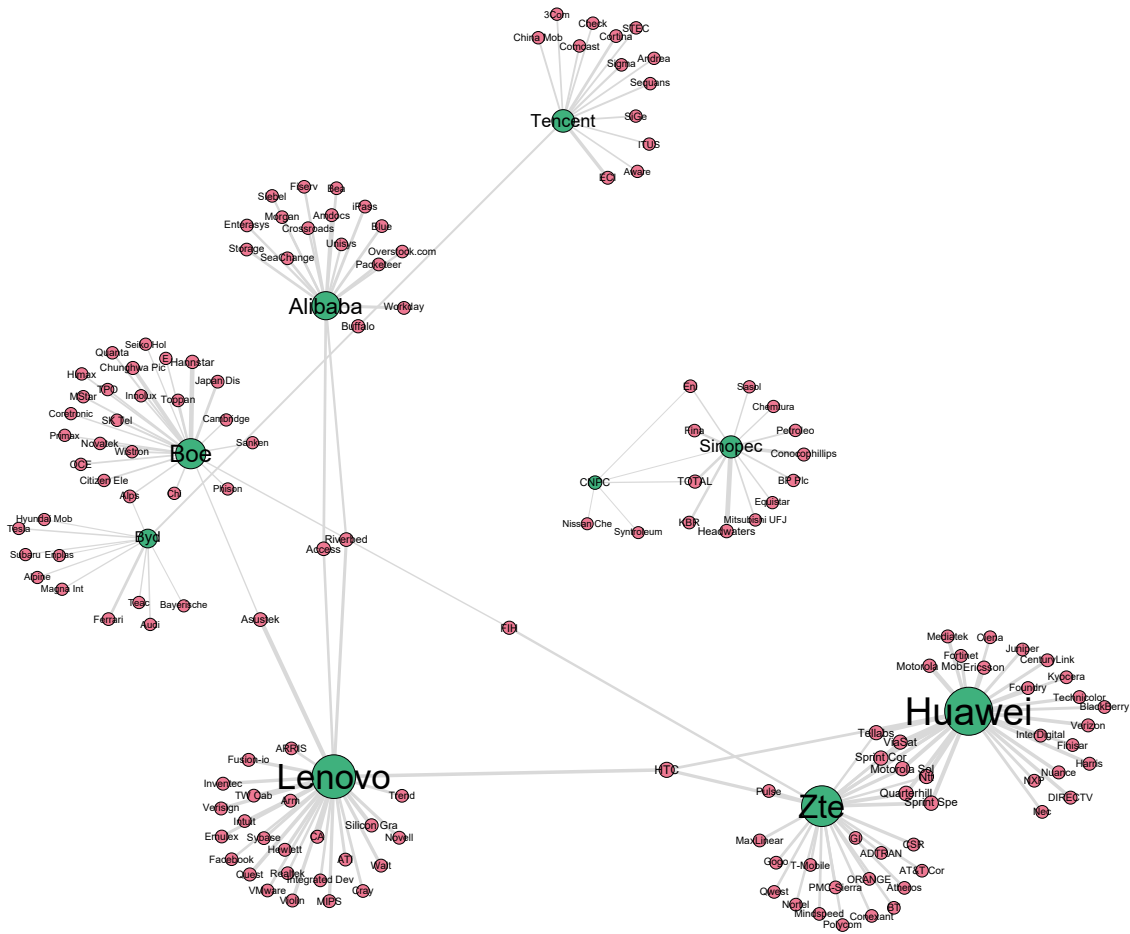 3Com
Check
STEC
China Mob
Cortina
Comcast
Andrea
Sigma
Sequans
SiGe
Tencent
ITUS
Aware
ECI
Fiserv
Bea
Siebel
iPass
Morgan
Amdocs
Enterasys
Crossroads
Blue
Unisys
Storage
Overstock.com
SeaChange
Packeteer
Alibaba
Workday
Buffalo
Seiko Hol
Quanta
E
Hannstar
Chunghwa Pic
Himax
Japan Dis
TPO
MStar
Innolux
Toppan
Coretronic
SK Tel
Cambridge
Primax
Novatek
Sanken
Wistron
Boe
OCE
Citizen Ele
Phison
Alps
Chi
Eni
Sasol
Chemtura
Fina
Petroleo
Sinopec
Conocophillips
CNPC
TOTAL
BP Plc
Equistar
Nissan Che
KBR
Mitsubishi UFJ
Headwaters
Syntroleum
Hyundai Mob
Tesla
Byd
Riverbed
Access
Subaru
Enplas
Alpine
Magna Int
Teac
Bayerische
Ferrari
Audi
Asustek
FIH
Mediatek
Ciena
Juniper
Fortinet
CenturyLink
Motorola Mob
Ericsson
Kyocera
Foundry
Technicolor
BlackBerry
Huawei
Verizon
Tellabs
InterDigital
ViaSat
Finisar
Sprint Cor
Harris
Motorola Sol
Nuance
Ntt
NXP
Quarterhill
DIRECTV
Sprint Spe
Nec
ARRIS
Fusion-io
Lenovo
HTC
Inventec
TW Cab
Trend
Arm
Pulse
Zte
Verisign
Intuit
Silicon Gra
Emulex
Sybase
CA
Novell
MaxLinear
GI
CSR
Hewlett
ADTRAN
Facebook
ATI
Wait
Gogo
T-Mobile
Quest
Realtek
AT&T Cor
Integrated Dev
ORANGE
VMware
Cray
Qwest
PMC-Sierra
Atheros
Violin
MIPS
Nortel
BT
Mindspeed
Conexant
Polycom